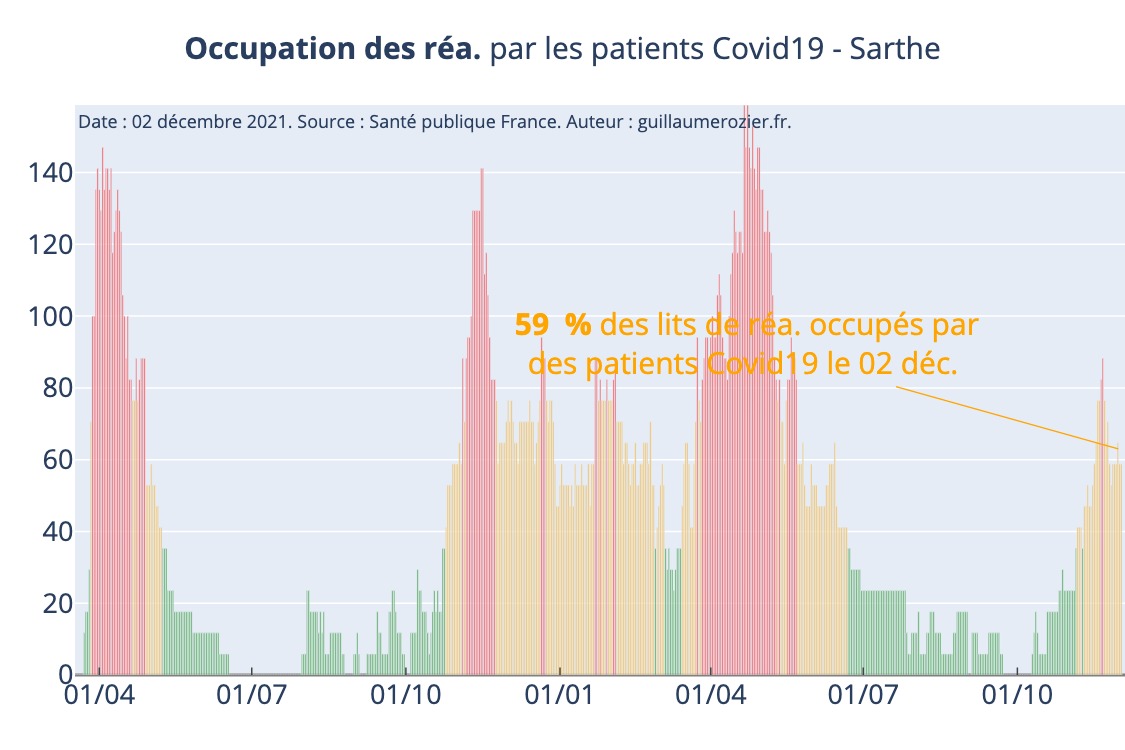 Occupation des réa. par les patients Covid19 - Sarthe
Date : 02 décembre 2021. Source : Santé publique France. Auteur : guillaumerozier.fr.
140
120
100
80
60
40
20
0
59 % des lits de réa. occupés par
des patients Covid19 le 02 déc.
01/04 01/07 01/10 01/01 01/04 01/07 01/10